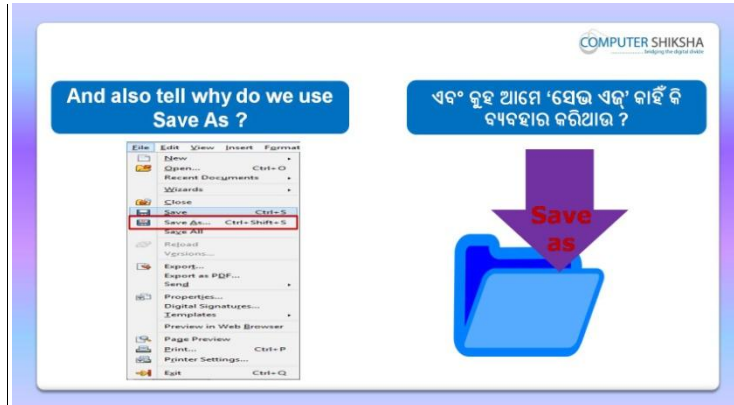 COMPUTER SHIKSHA
bridging the digital divide
And also tell why do we use
Save As ?
ଏବଂ କୁହ ଆମେ ‘ସେଭ ଏଜ୍’ କାହିଁ କି
ବ୍ୟବହାର କରିଥାଉ ?
File Edit View Insert Format
New
Open... Ctrl+O
Recent Documents
Wizards
Close
Save Ctrl+S
Save As... Ctrl+Shift+S
Save All
Reload
Versions...
Export...
Export as PDF...
Send
Properties...
Digital Signatures...
Templates
Preview in Web Browser
Page Preview
Print... Ctrl+P
Printer Settings...
Exit Ctrl+Q
Save
as